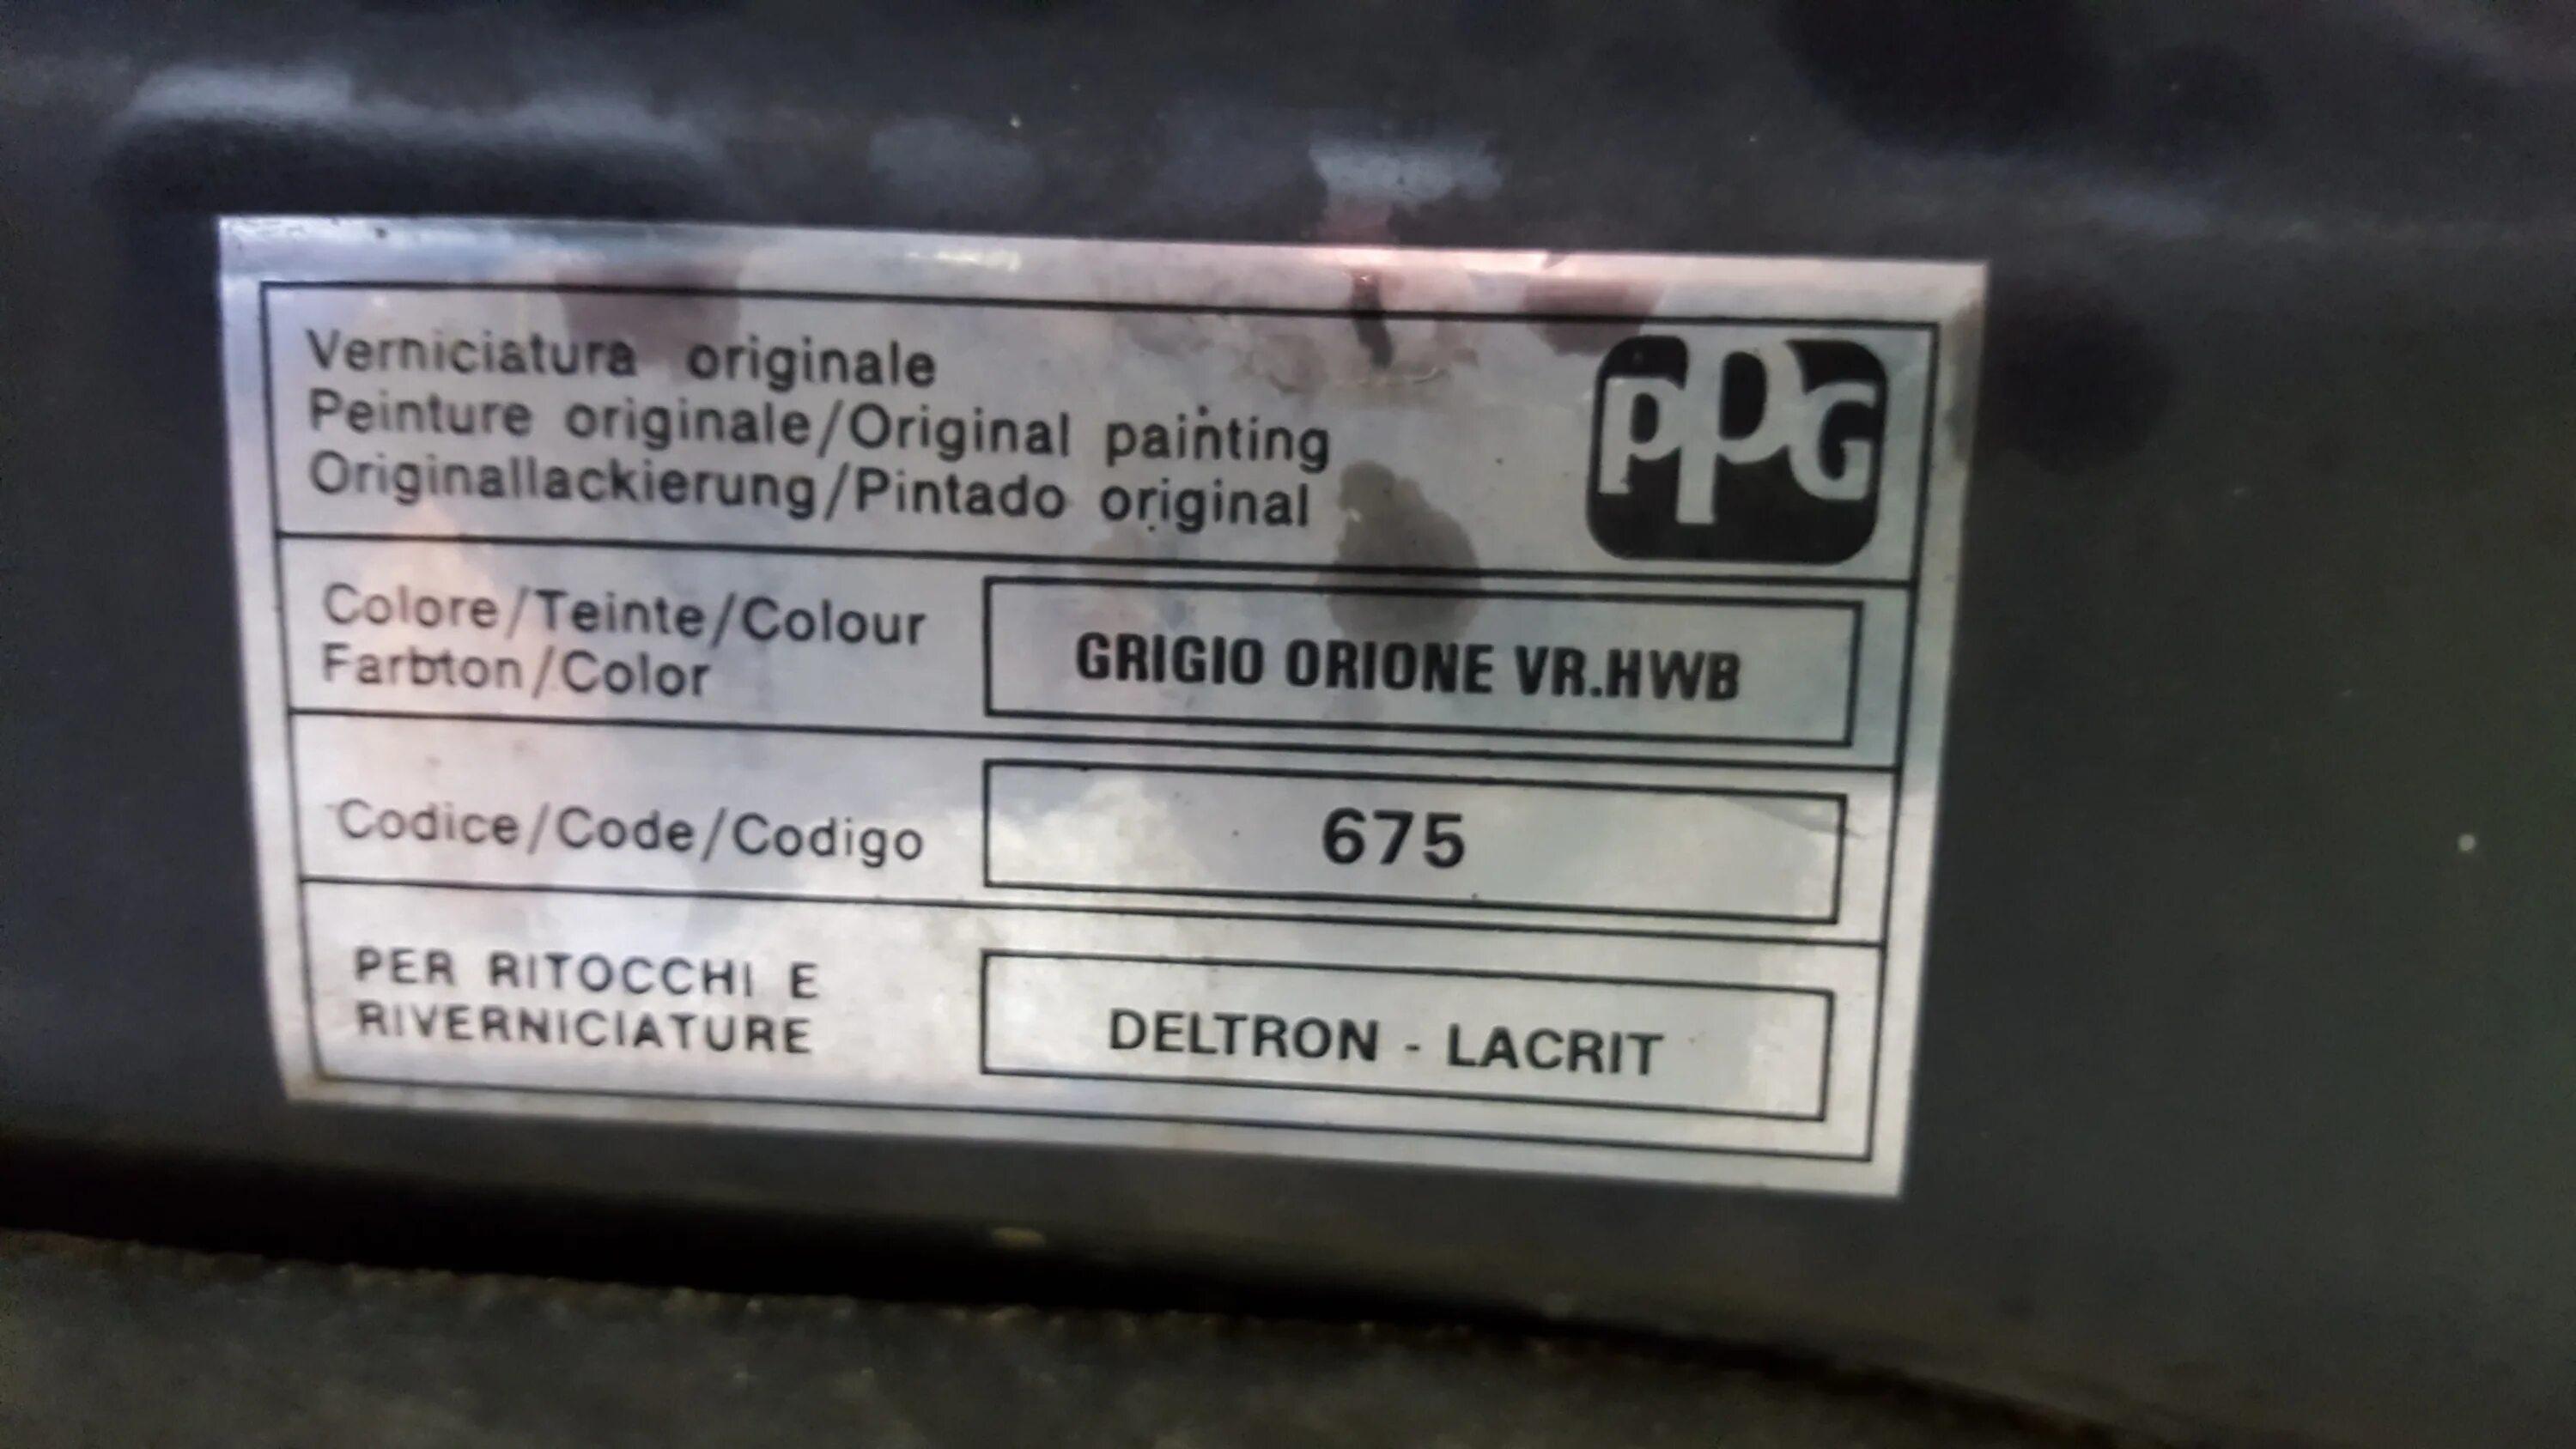 Verniciatura originale
Peinture originale/Original painting
Originallackierung/Pintado original
PPG
Colore/Teinte/Colour
Farbton/Color
GRIGIO ORIONE VR.HWB
Codice/Code/Codigo
675
PER RITOCCHI E
RIVERNICIATURE
DELTRON - LACRIT